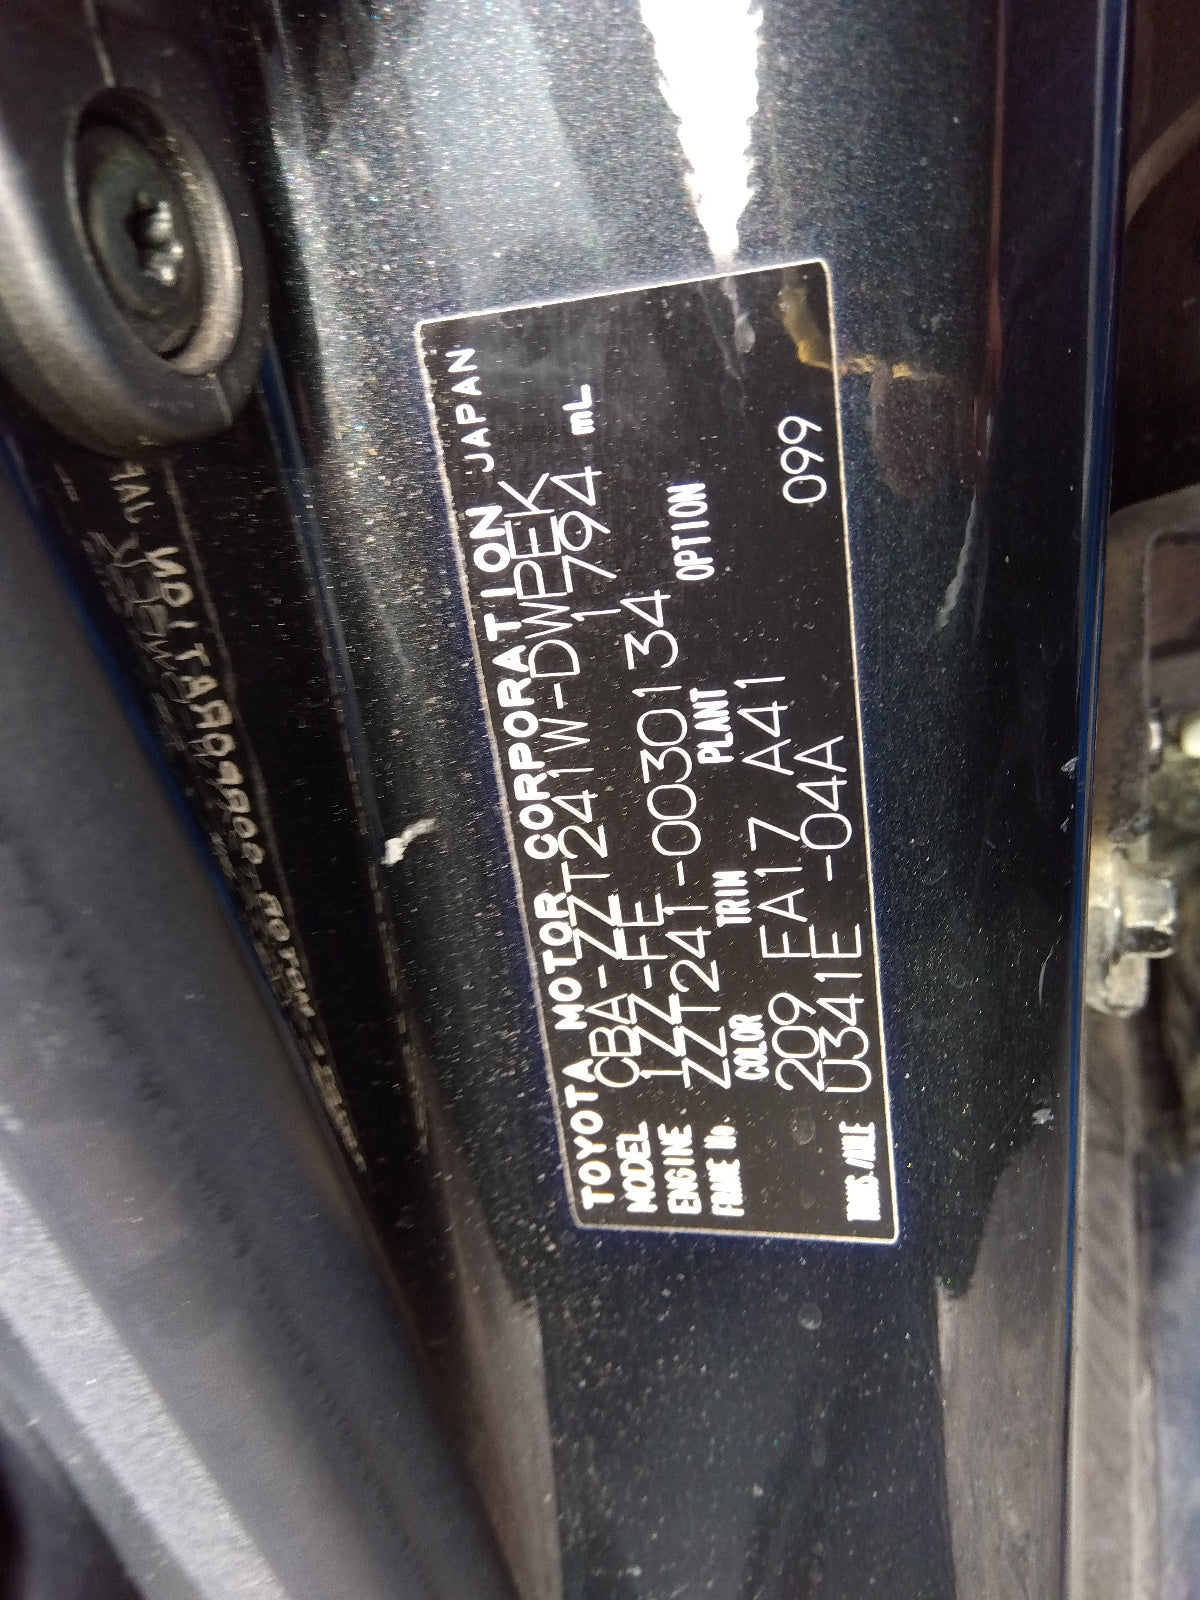 TOYOTA MOTOR CORPORATION JAPAN
MODEL CBA-ZZT241W-DWPEK
ENGINE 1ZZ-FE 1794 mL
FRAME No. ZZT241-0030134
COLOR TRIM PLANT OPTION
209 EA17 A41 099
TRANS./AXLE U341E -04A